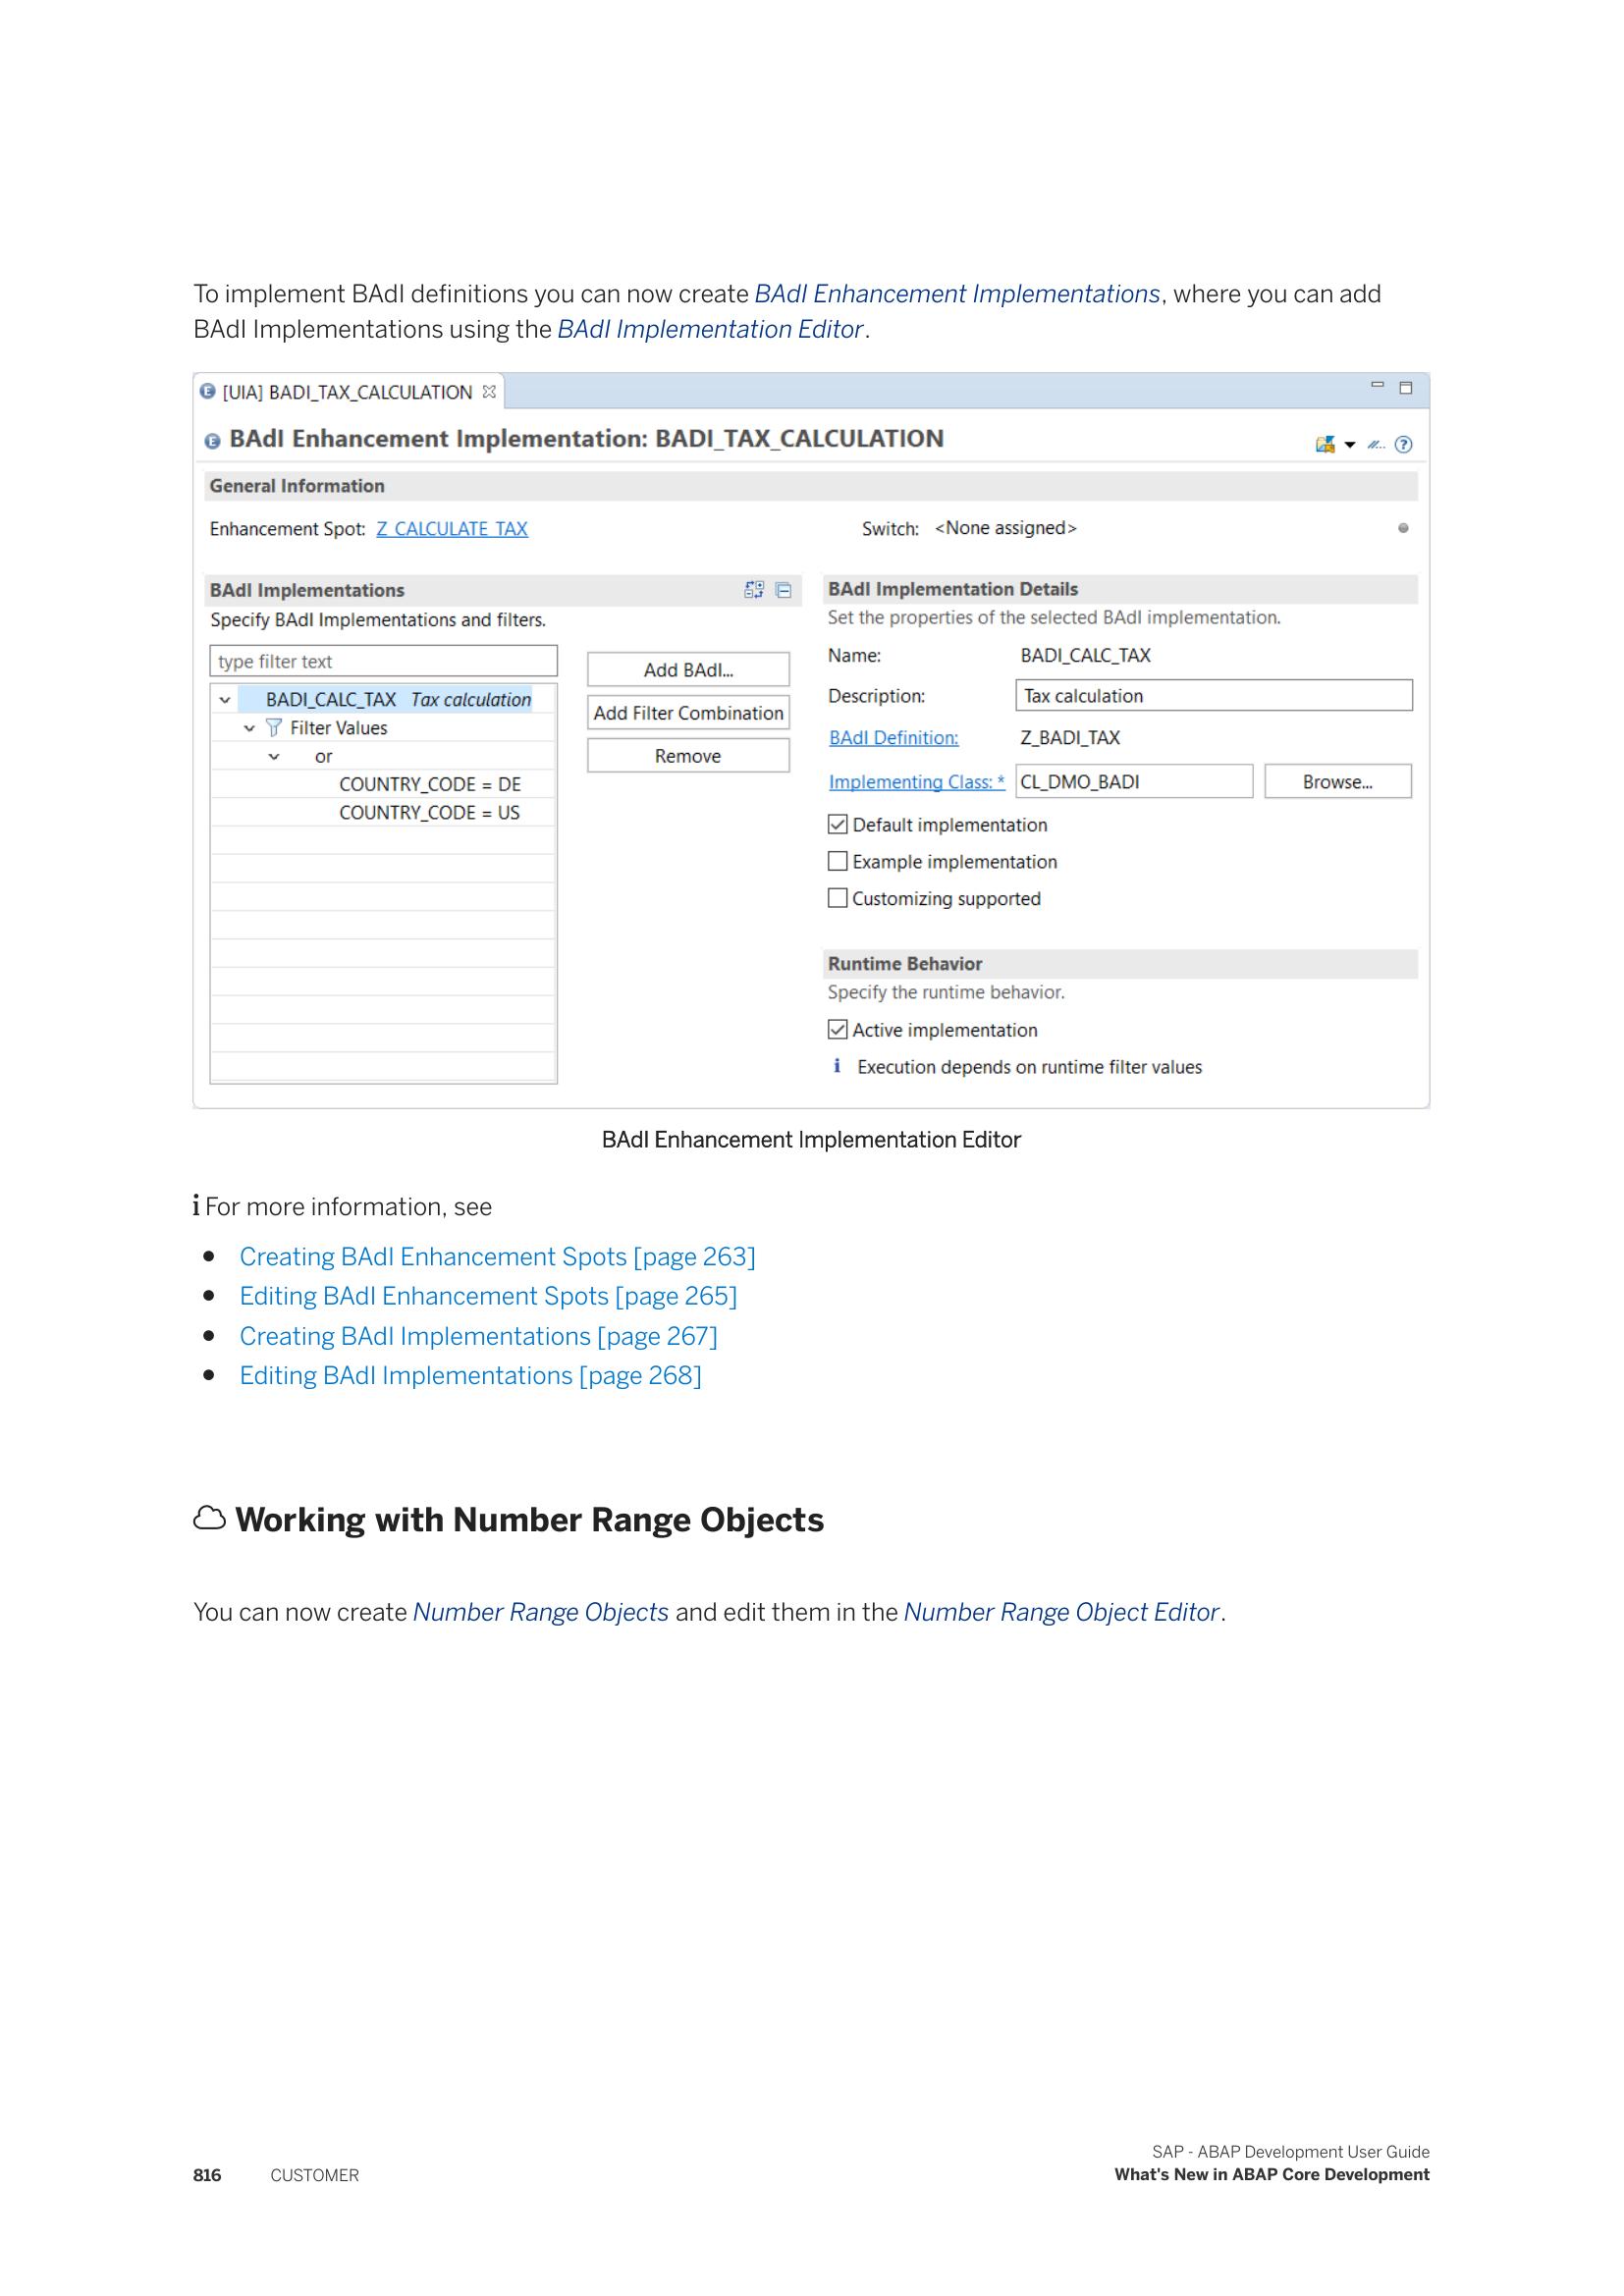 To implement BAdI definitions you can now create BAdI Enhancement Implementations, where you can add
BAdI Implementations using the BAdI Implementation Editor.
[UIA] BADI_TAX_CALCULATION
BAdI Enhancement Implementation: BADI_TAX_CALCULATION
General Information
Enhancement Spot: Z_CALCULATE_TAX
Switch: <None assigned>
BAdI Implementations
Specify BAdI Implementations and filters.
type filter text
BADI_CALC_TAX Tax calculation
Filter Values
or
COUNTRY_CODE = DE
COUNTRY_CODE = US
Add BAdI...
Add Filter Combination
Remove
BAdI Implementation Details
Set the properties of the selected BAdI implementation.
Name: BADI_CALC_TAX
Description: Tax calculation
BAdI Definition: Z_BADI_TAX
Implementing Class: * CL_DMO_BADI Browse...
Default implementation
Example implementation
Customizing supported
Runtime Behavior
Specify the runtime behavior.
Active implementation
i Execution depends on runtime filter values
BAdI Enhancement Implementation Editor
i For more information, see
• Creating BAdI Enhancement Spots [page 263]
• Editing BAdI Enhancement Spots [page 265]
• Creating BAdI Implementations [page 267]
• Editing BAdI Implementations [page 268]
Working with Number Range Objects
You can now create Number Range Objects and edit them in the Number Range Object Editor.
816 CUSTOMER
SAP - ABAP Development User Guide
What's New in ABAP Core Development